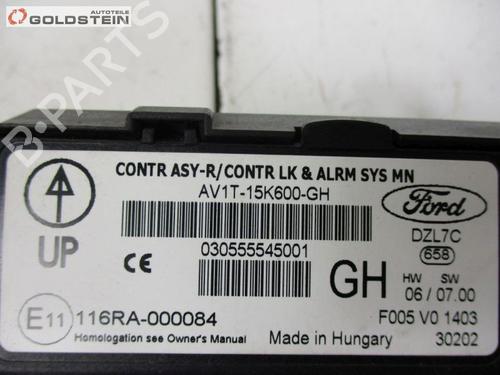 AUTOTEILE
GOLDSTEIN
CONTR ASY-R/CONTR LK & ALRM SYS MN
AV1T-15K600-GH
Ford
UP
030555545001
DZL7C
658
CE
GH
HW SW
06 / 07.00
E11 116RA-000084
F005 V0 1403
Homologation see Owner's Manual
Made in Hungary
30202